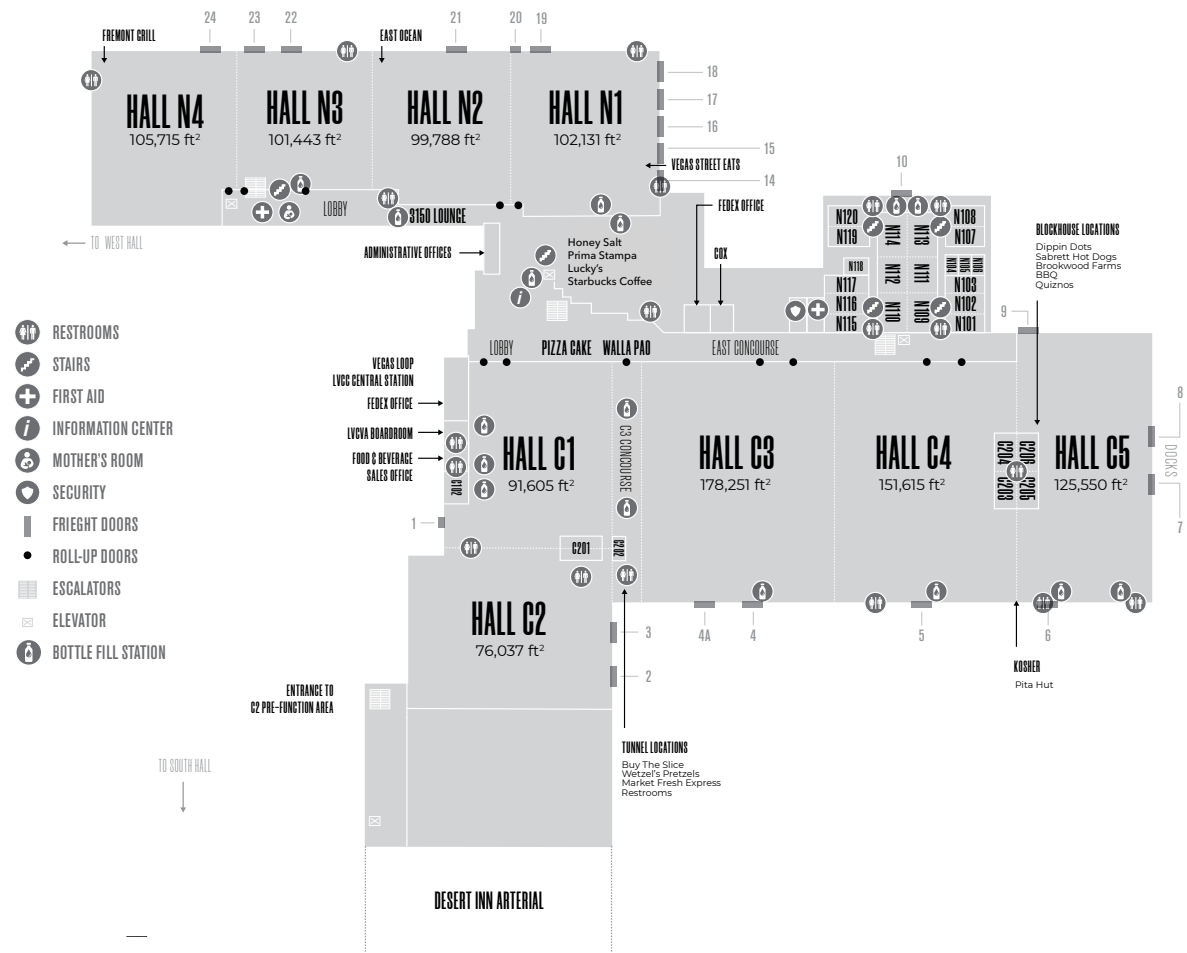 24
23
22
21
20
19
FREMONT GRILL
EAST OCEAN
HALL N4
105,715 ft²
HALL N3
101,443 ft²
HALL N2
99,788 ft²
HALL N1
102,131 ft²
18
17
16
15
14
VEGAS STREET EATS
10
LOBBY
3150 LOUNGE
FEDEX OFFICE
COX
TO WEST HALL
ADMINISTRATIVE OFFICES
Honey Salt
Prima Stampa
Lucky's
Starbucks Coffee
N120
N119
N114
N113
N108
N107
N118
N117
N116
N115
N112
N111
N110
N109
N104
N105
N106
N103
N102
N101
BLOCKHOUSE LOCATIONS
Dippin Dots
Sabrett Hot Dogs
Brookwood Farms
BBQ
Quiznos
9
RESTROOMS
STAIRS
FIRST AID
INFORMATION CENTER
MOTHER'S ROOM
SECURITY
FRIEGHT DOORS
ROLL-UP DOORS
ESCALATORS
ELEVATOR
BOTTLE FILL STATION
LOBBY
PIZZA CAKE
WALLA PAO
EAST CONCOURSE
VEGAS LOOP
LVCC CENTRAL STATION
FEDEX OFFICE
LVCVA BOARDROOM
FOOD & BEVERAGE
SALES OFFICE
C102
HALL C1
91,605 ft²
C3 CONCOURSE
HALL C3
178,251 ft²
HALL C4
151,615 ft²
C204
C206
C203
C205
HALL C5
125,550 ft²
8
DOCKS
7
1
C201
C202
HALL C2
76,037 ft²
3
2
4A
4
5
6
KOSHER
Pita Hut
ENTRANCE TO
C2 PRE-FUNCTION AREA
TUNNEL LOCATIONS
Buy The Slice
Wetzel's Pretzels
Market Fresh Express
Restrooms
TO SOUTH HALL
DESERT INN ARTERIAL